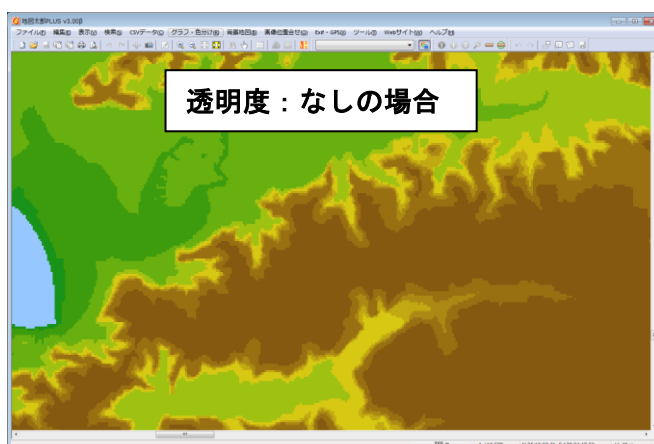 地図太郎PLUS v3.00β
ファイル(F) 編集(E) 表示(V) 検索(S) CSVデータ(C) グラフ・色分け(G) 背景地図(B) 画像位置合せ(I) Exif・GPS(G) ツール(T) Webサイト(W) ヘルプ(H)
透明度：なしの場合